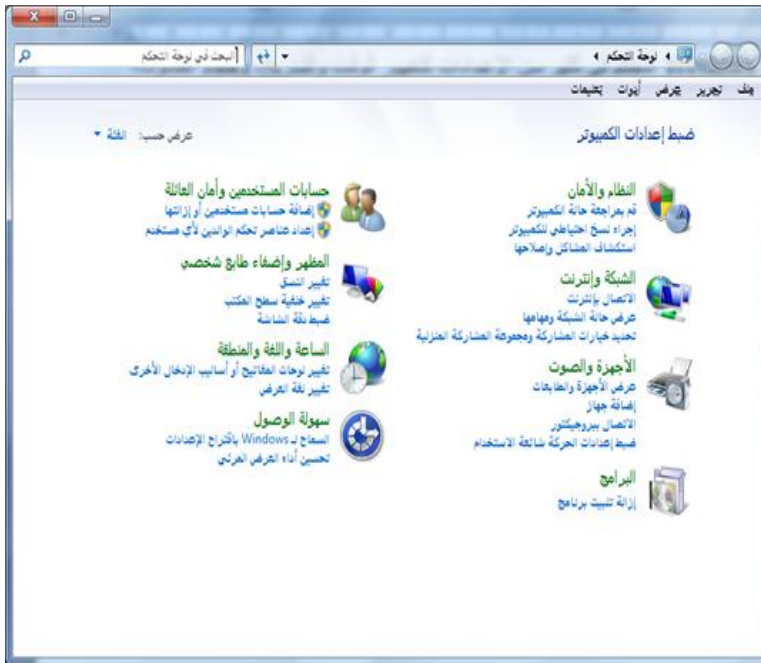 لوحة التحكم
البحث في لوحة التحكم
ملف تحرير عرض أدوات تعليمات
ضبط إعدادات الكمبيوتر
عرض حسب: الفئة
النظام والأمان
قم بمراجعة حالة الكمبيوتر
إجراء نسخ احتياطي للكمبيوتر
استكشاف المشاكل وإصلاحها
الشبكة وإنترنت
الاتصال بإنترنت
عرض حالة الشبكة ومهامها
تحديد خيارات المشاركة ومجموعة المشاركة المنزلية
الأجهزة والصوت
عرض الأجهزة والطابعات
إضافة جهاز
الاتصال ببروجيكتور
ضبط إعدادات الحركة شائعة الاستخدام
البرامج
إزالة تثبيت برنامج
حسابات المستخدمين وأمان العائلة
إضافة حسابات مستخدمين أو إزالتها
إعداد عناصر تحكم الوالدين لأي مستخدم
المظهر وإضفاء طابع شخصي
تغيير النسق
تغيير خلفية سطح المكتب
ضبط دقة الشاشة
الساعة واللغة والمنطقة
تغيير لوحات المفاتيح أو أساليب الإدخال الأخرى
تغيير لغة العرض
سهولة الوصول
السماح لـ Windows باقتراح الإعدادات
تحسين أداء العرض المرئي